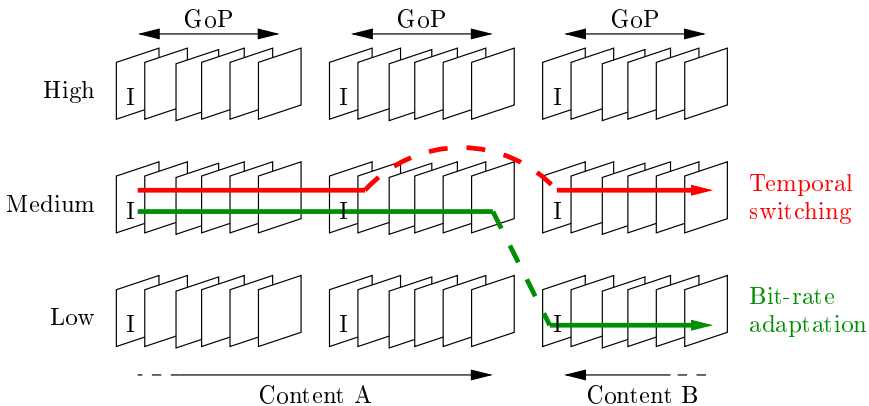 GoP GoP GoP
High I I I
Medium I I I
Temporal
switching
Low I I I
Bit-rate
adaptation
Content A Content B